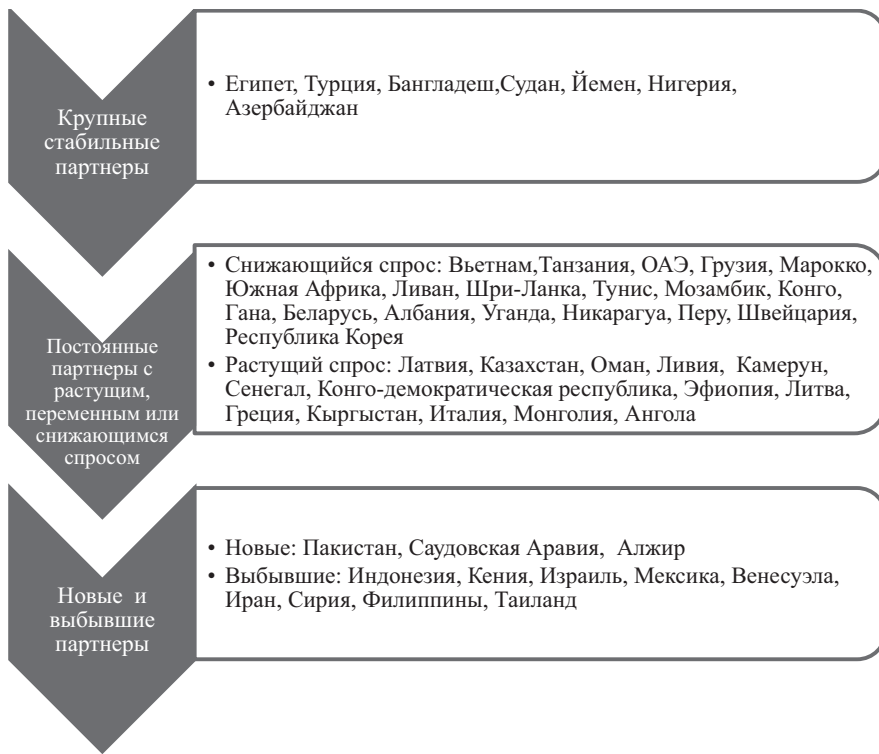 Крупные
стабильные
партнеры
• Египет, Турция, Бангладеш,Судан, Йемен, Нигерия,
Азербайджан
Постоянные
партнеры с
растущим,
переменным или
снижающимся
спросом
• Снижающийся спрос: Вьетнам,Танзания, ОАЭ, Грузия, Марокко,
Южная Африка, Ливан, Шри-Ланка, Тунис, Мозамбик, Конго,
Гана, Беларусь, Албания, Уганда, Никарагуа, Перу, Швейцария,
Республика Корея
• Растущий спрос: Латвия, Казахстан, Оман, Ливия, Камерун,
Сенегал, Конго-демократическая республика, Эфиопия, Литва,
Греция, Кыргыстан, Италия, Монголия, Ангола
Новые и
выбывшие
партнеры
• Новые: Пакистан, Саудовская Аравия, Алжир
• Выбывшие: Индонезия, Кения, Израиль, Мексика, Венесуэла,
Иран, Сирия, Филиппины, Таиланд